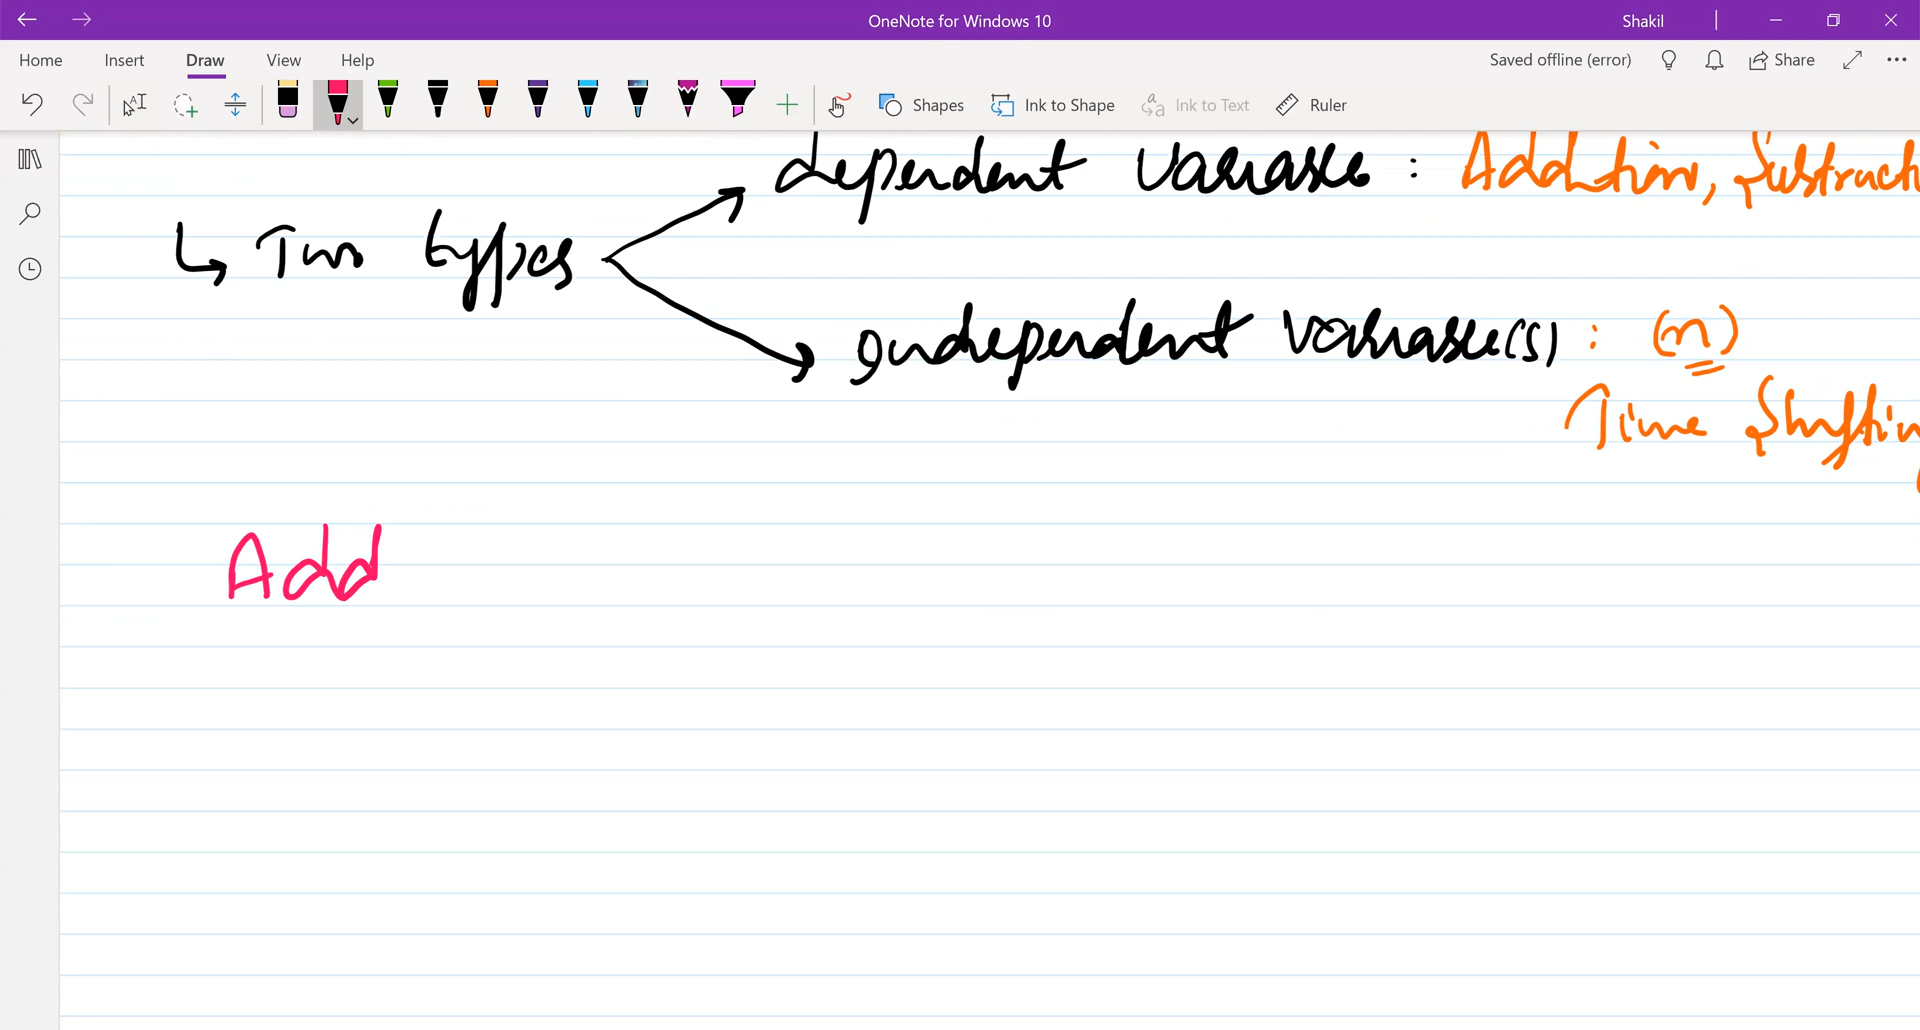 OneNote for Windows 10
Shakil
Home Insert Draw View Help
Saved offline (error) Share
Shapes Ink to Shape Ink to Text Ruler
dependent variable : Addition, Substracti
↳ Two types
Independent variable(s) : (n)
Time Shifting
Add